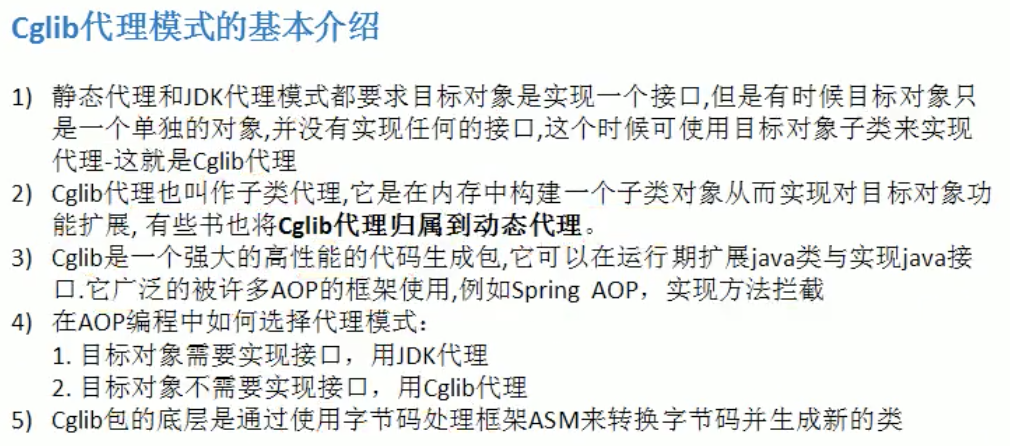 Cglib代理模式的基本介绍
1) 静态代理和JDK代理模式都要求目标对象是实现一个接口,但是有时候目标对象只
是一个单独的对象,并没有实现任何的接口,这个时候可使用目标对象子类来实现
代理-这就是Cglib代理
2) Cglib代理也叫作子类代理,它是在内存中构建一个子类对象从而实现对目标对象功
能扩展, 有些书也将Cglib代理归属到动态代理。
3) Cglib是一个强大的高性能的代码生成包,它可以在运行期扩展java类与实现java接
口.它广泛的被许多AOP的框架使用,例如Spring AOP，实现方法拦截
4) 在AOP编程中如何选择代理模式：
1. 目标对象需要实现接口，用JDK代理
2. 目标对象不需要实现接口，用Cglib代理
5) Cglib包的底层是通过使用字节码处理框架ASM来转换字节码并生成新的类